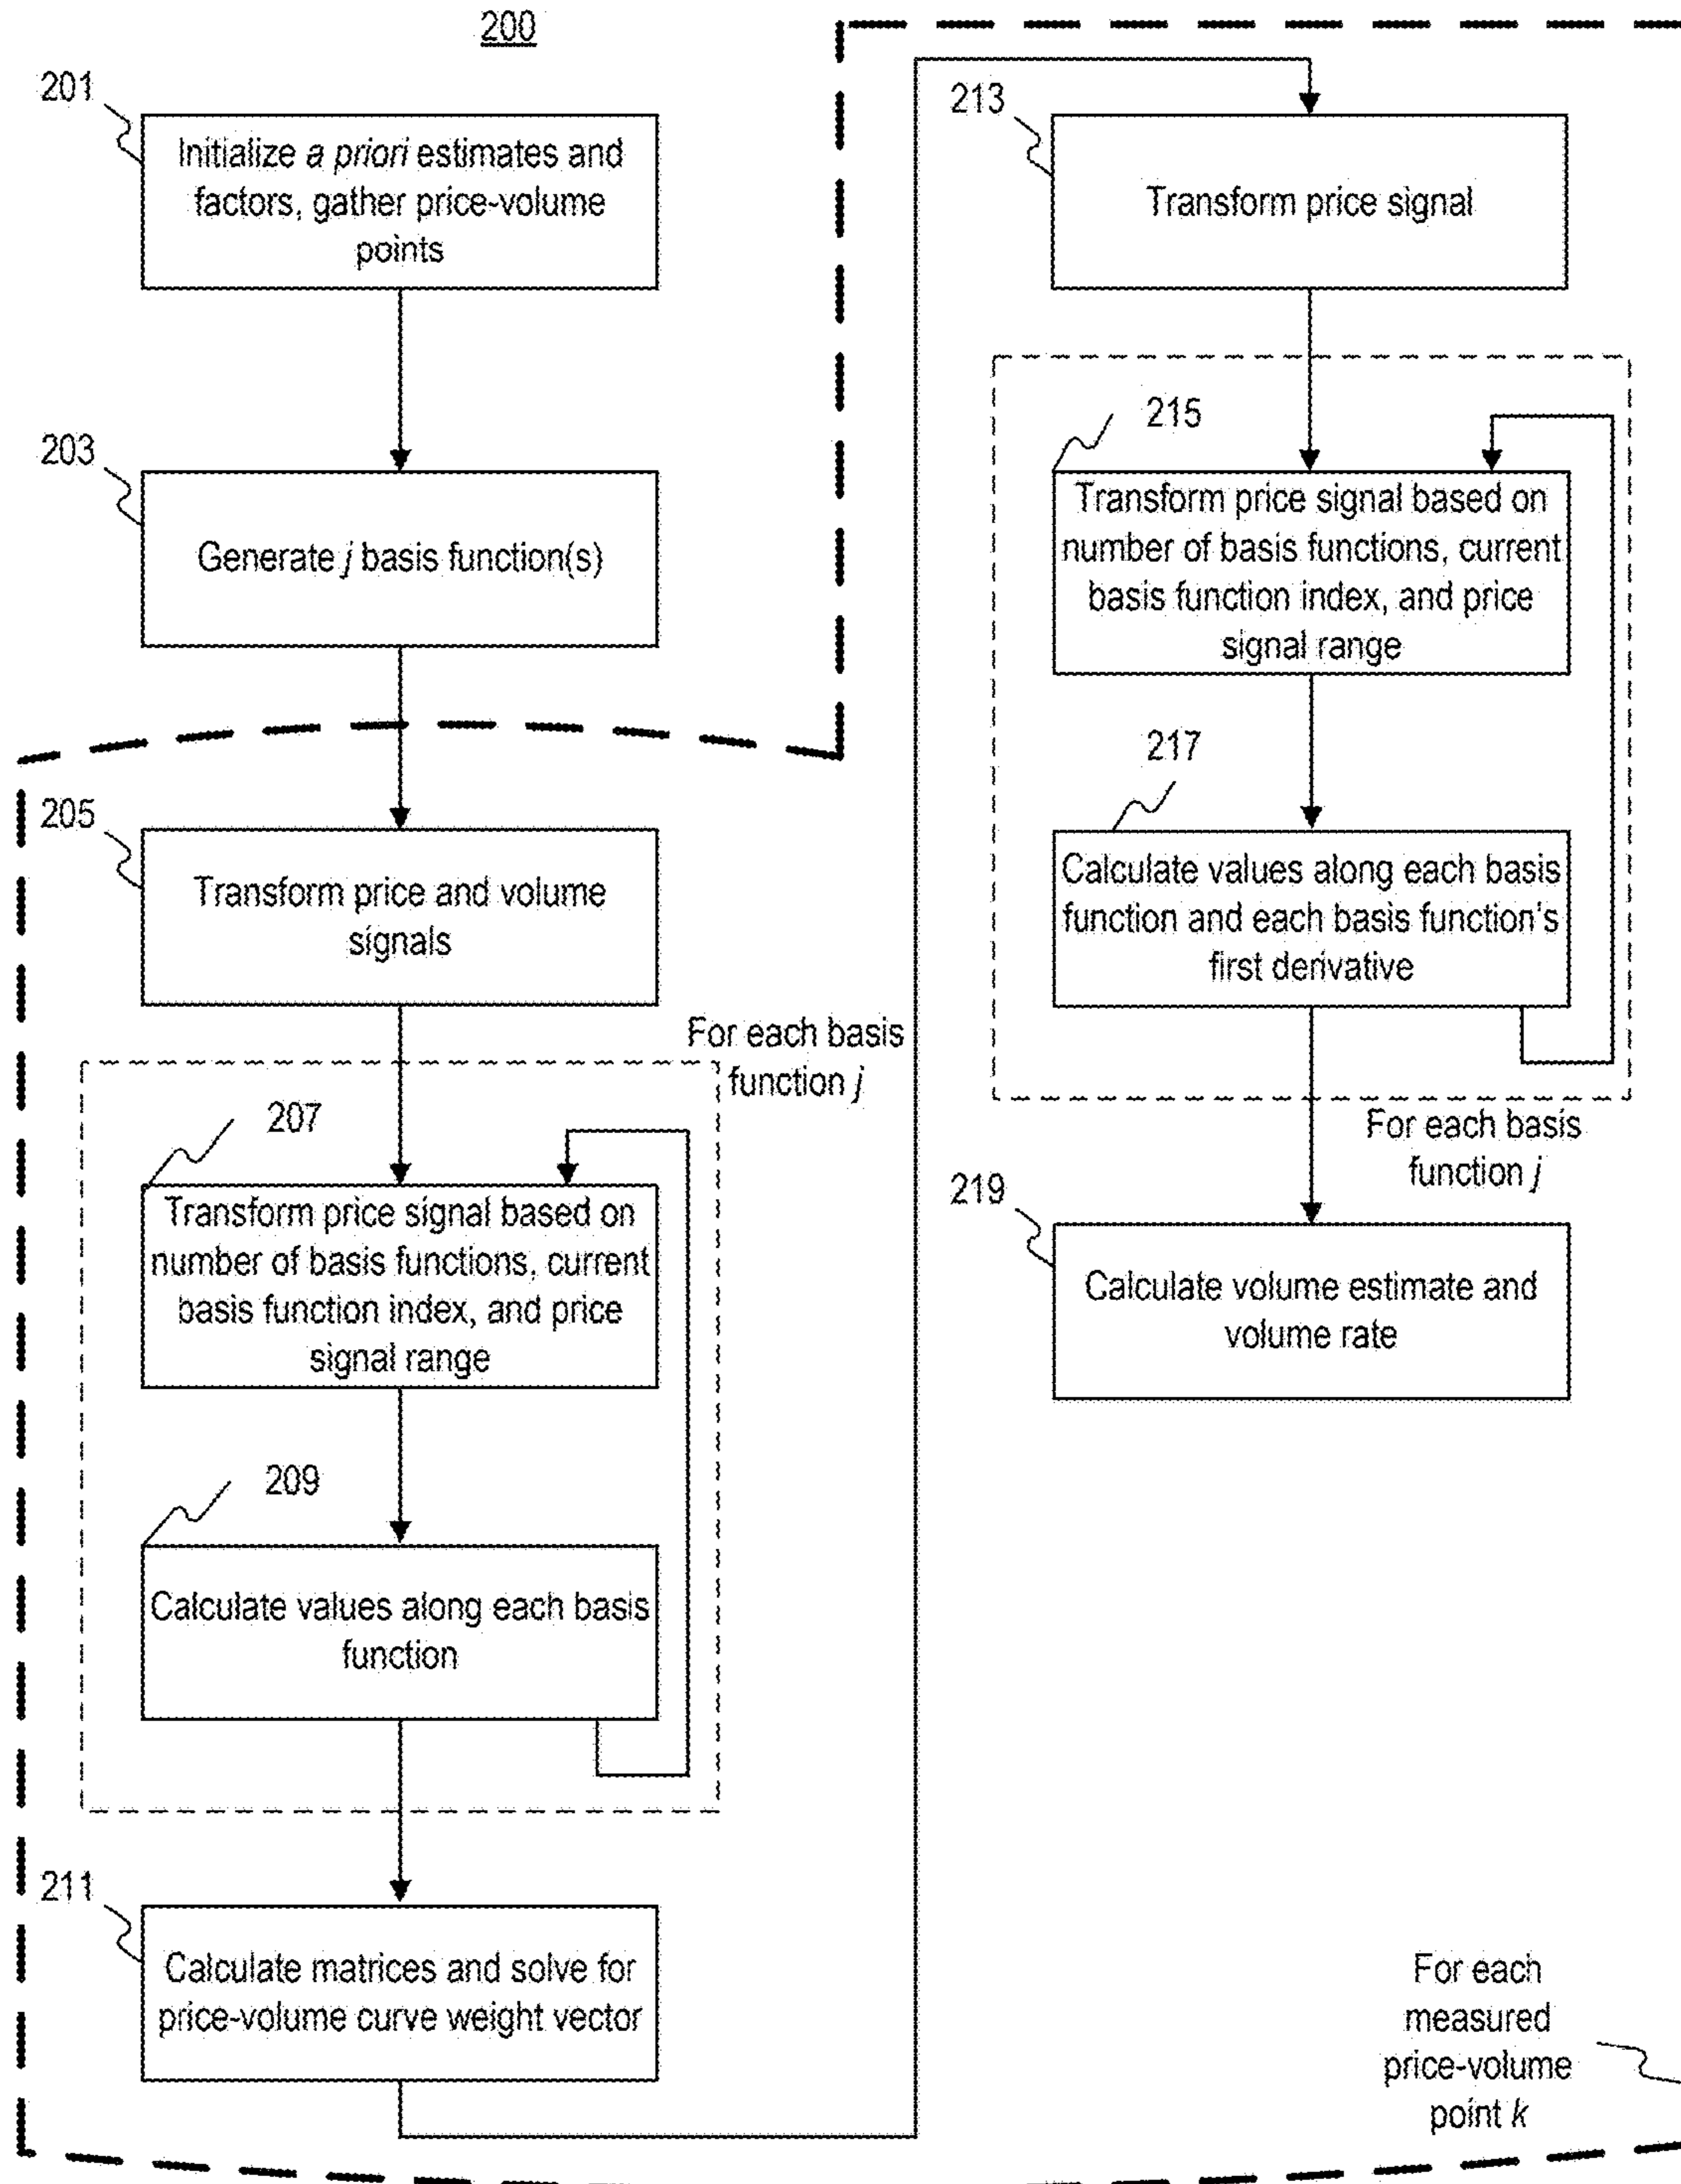 200
201
Initialize a priori estimates and
factors, gather price-volume
points
203
Generate j basis function(s)
205
Transform price and volume
signals
For each basis
function j
207
Transform price signal based on
number of basis functions, current
basis function index, and price
signal range
209
Calculate values along each basis
function
211
Calculate matrices and solve for
price-volume curve weight vector
213
Transform price signal
215
Transform price signal based on
number of basis functions, current
basis function index, and price
signal range
217
Calculate values along each basis
function and each basis function's
first derivative
For each basis
function j
219
Calculate volume estimate and
volume rate
For each
measured
price-volume
point k